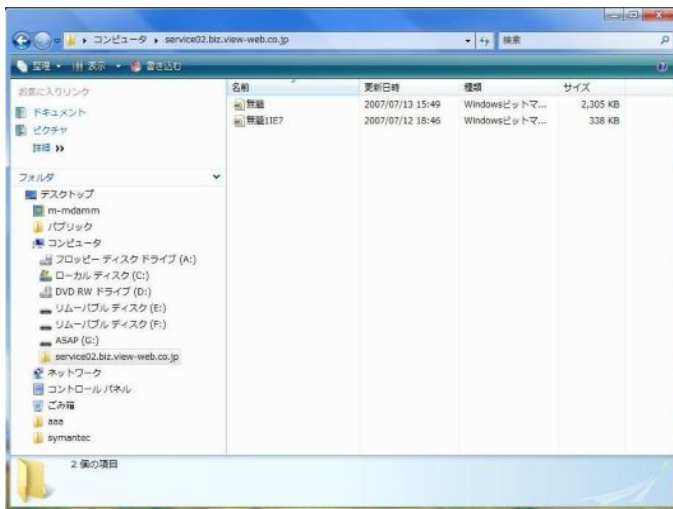 コンピュータ service02.biz.view-web.co.jp 検索
整理 表示 書き込む
お気に入りリンク
ドキュメント
ピクチャ
詳細 >>
フォルダ
デスクトップ
m-mdamm
パブリック
コンピュータ
フロッピー ディスク ドライブ (A:)
ローカル ディスク (C:)
DVD RW ドライブ (D:)
リムーバブル ディスク (E:)
リムーバブル ディスク (F:)
ASAP (G:)
service02.biz.view-web.co.jp
ネットワーク
コントロール パネル
ごみ箱
aaa
symantec
名前 更新日時 種類 サイズ
無題 2007/07/13 15:49 Windowsビットマ... 2,305 KB
無題1IE7 2007/07/12 18:46 Windowsビットマ... 338 KB
2 個の項目